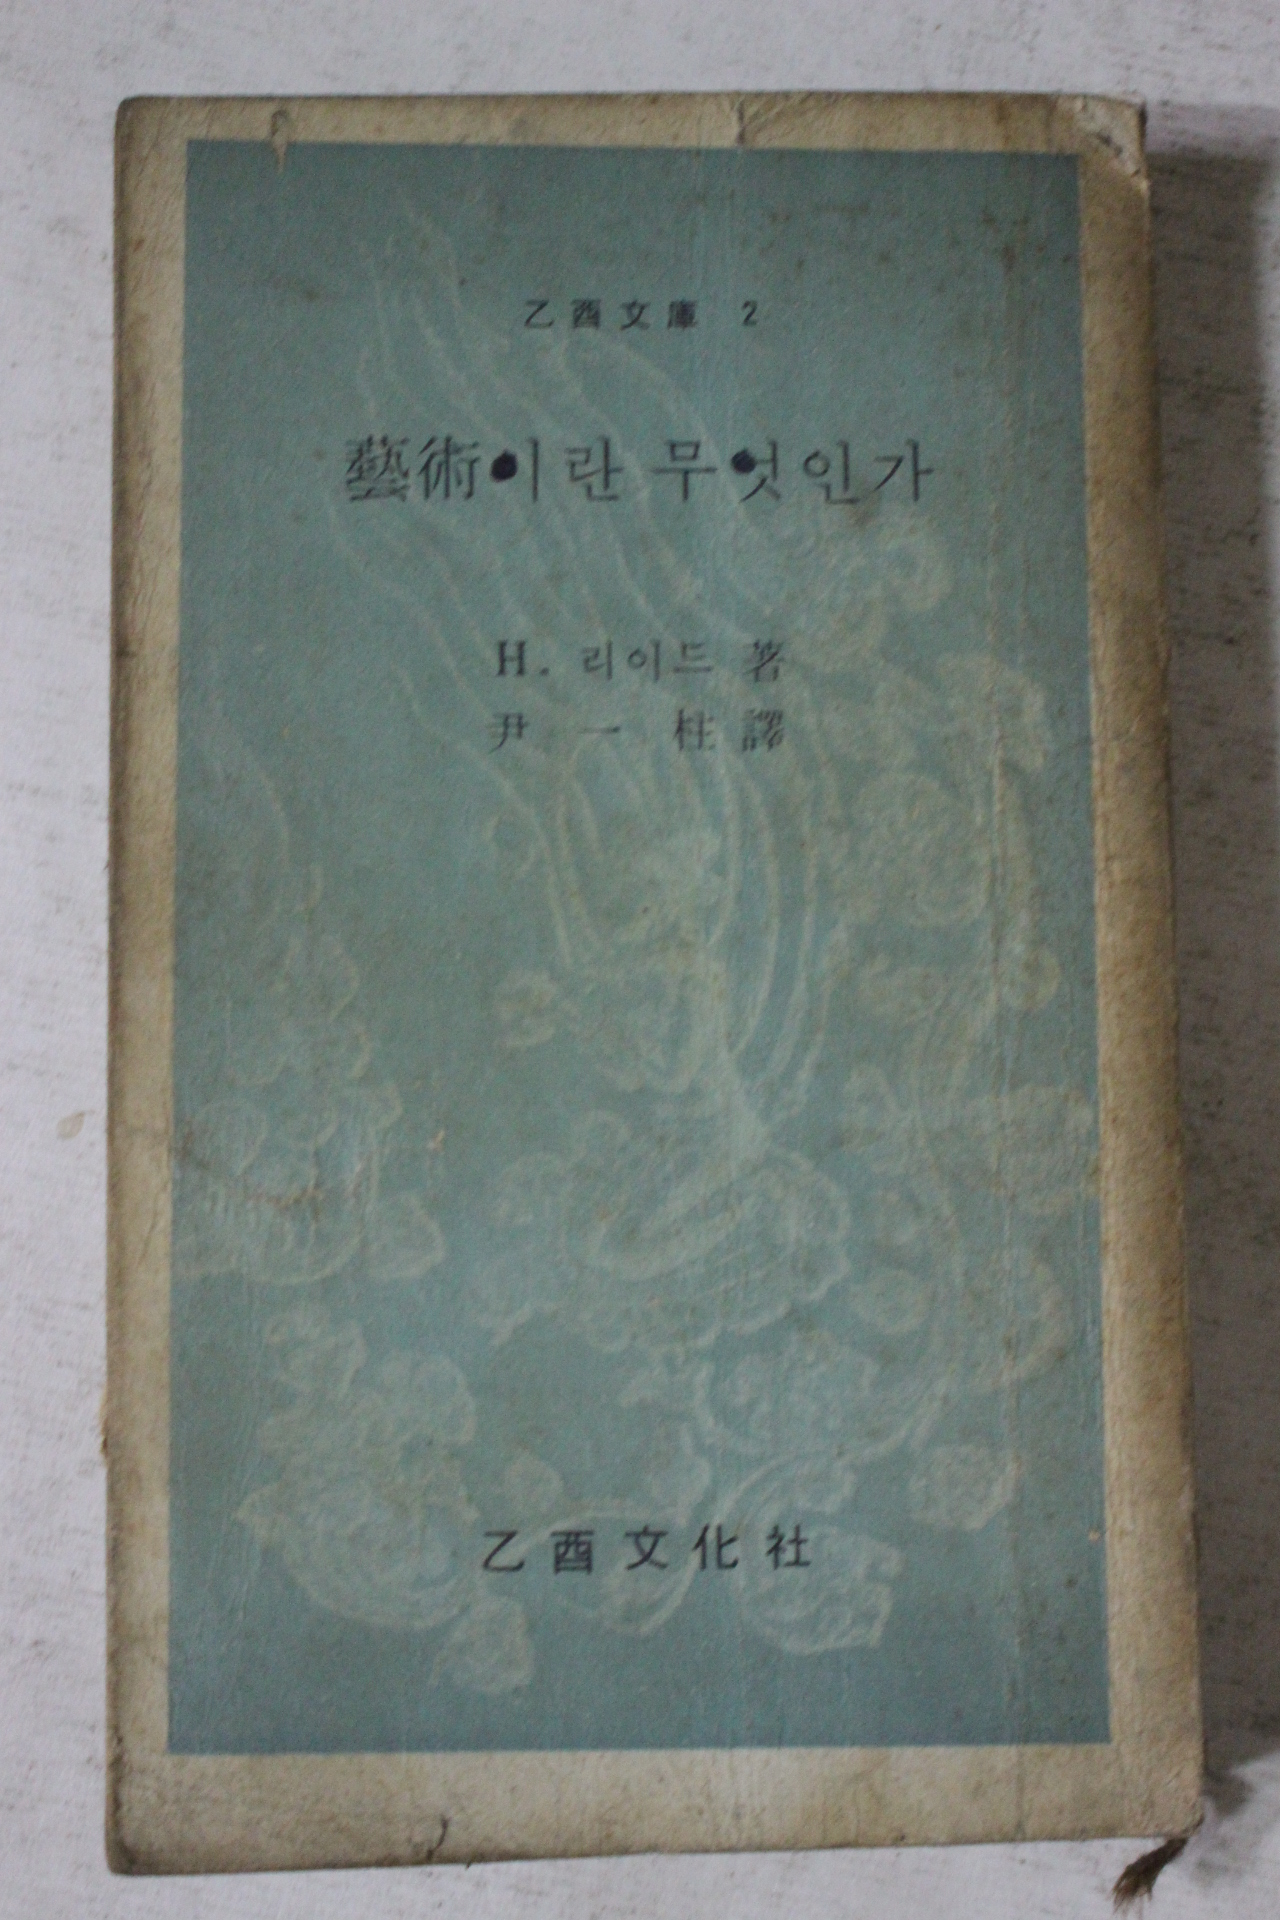 乙酉文庫 2
藝術이란 무엇인가
H. 리이드 著
尹一柱 譯
乙酉文化社